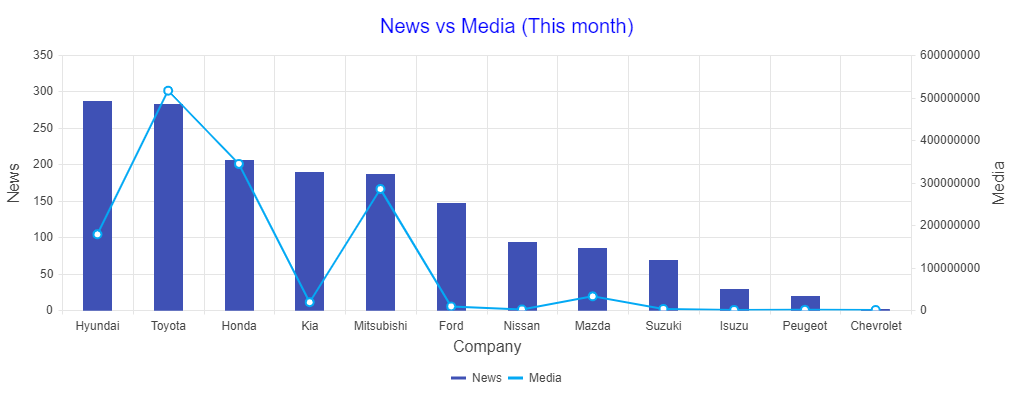 News vs Media (This month)
350
300
250
200
150
100
50
0
News
600000000
500000000
400000000
300000000
200000000
100000000
Media
Hyundai Toyota Honda Kia Mitsubishi Ford Nissan Mazda Suzuki Isuzu Peugeot Chevrolet
Company
News Media